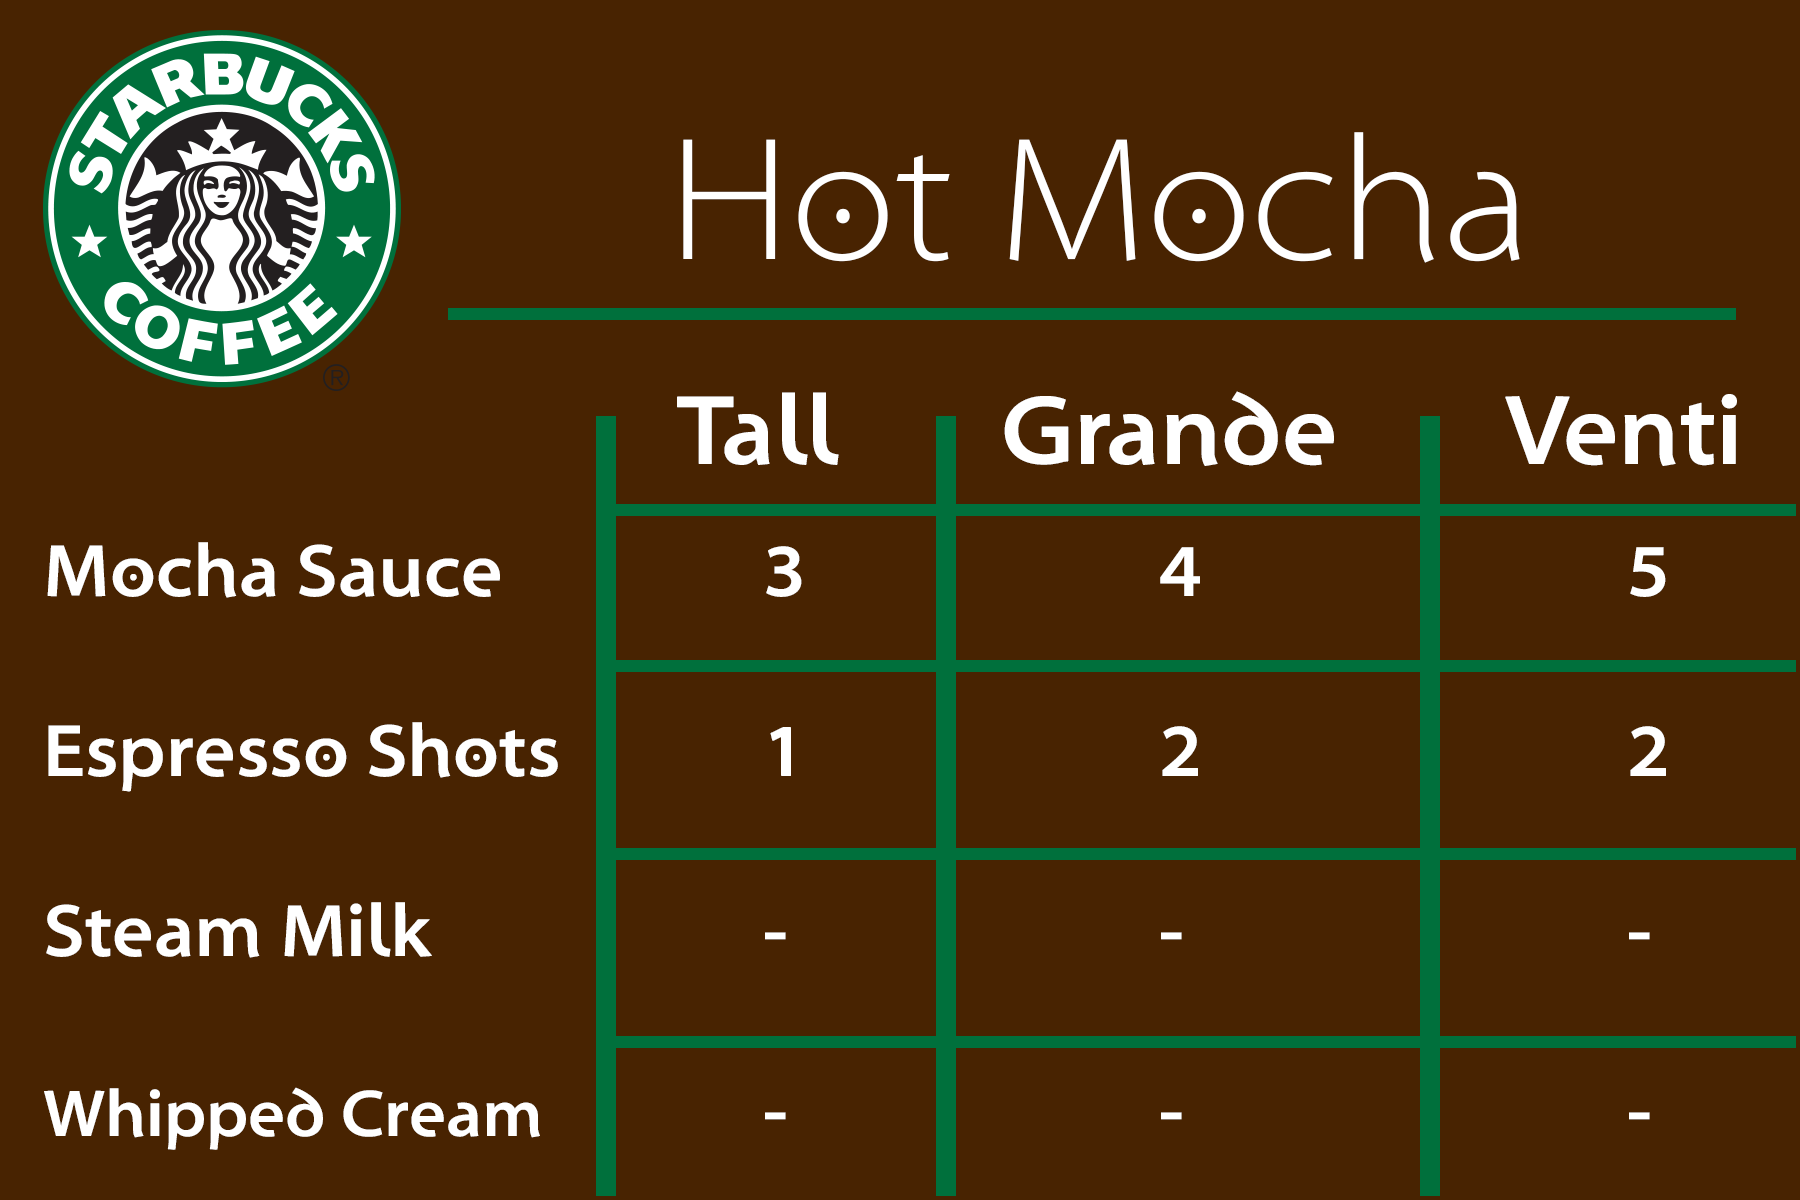 STARBUCKS
COFFEE
®
Hot Mocha
Tall Grande Venti
Mocha Sauce 3 4 5
Espresso Shots 1 2 2
Steam Milk - - -
Whipped Cream - - -